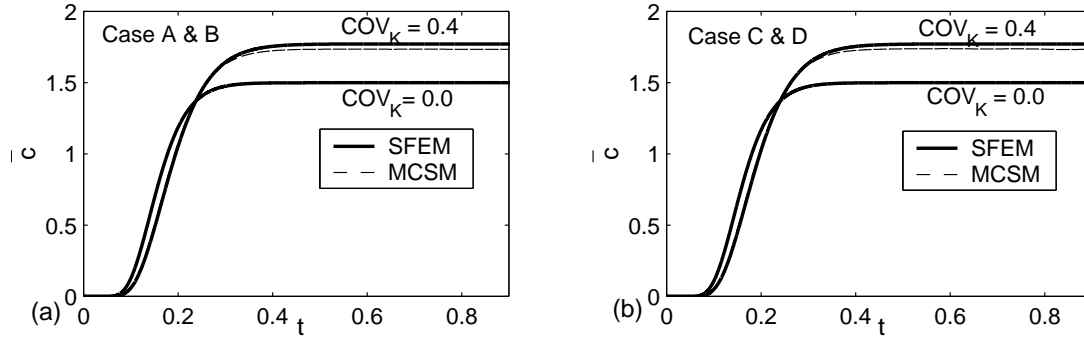 2
1.5
1
0.5
0
c̄
Case A & B
COV_K = 0.4
COV_K = 0.0
SFEM
MCSM
0 0.2 0.4 0.6 0.8
t
(a)
2
1.5
1
0.5
0
c̄
Case C & D
COV_K = 0.4
COV_K = 0.0
SFEM
MCSM
0 0.2 0.4 0.6 0.8
t
(b)